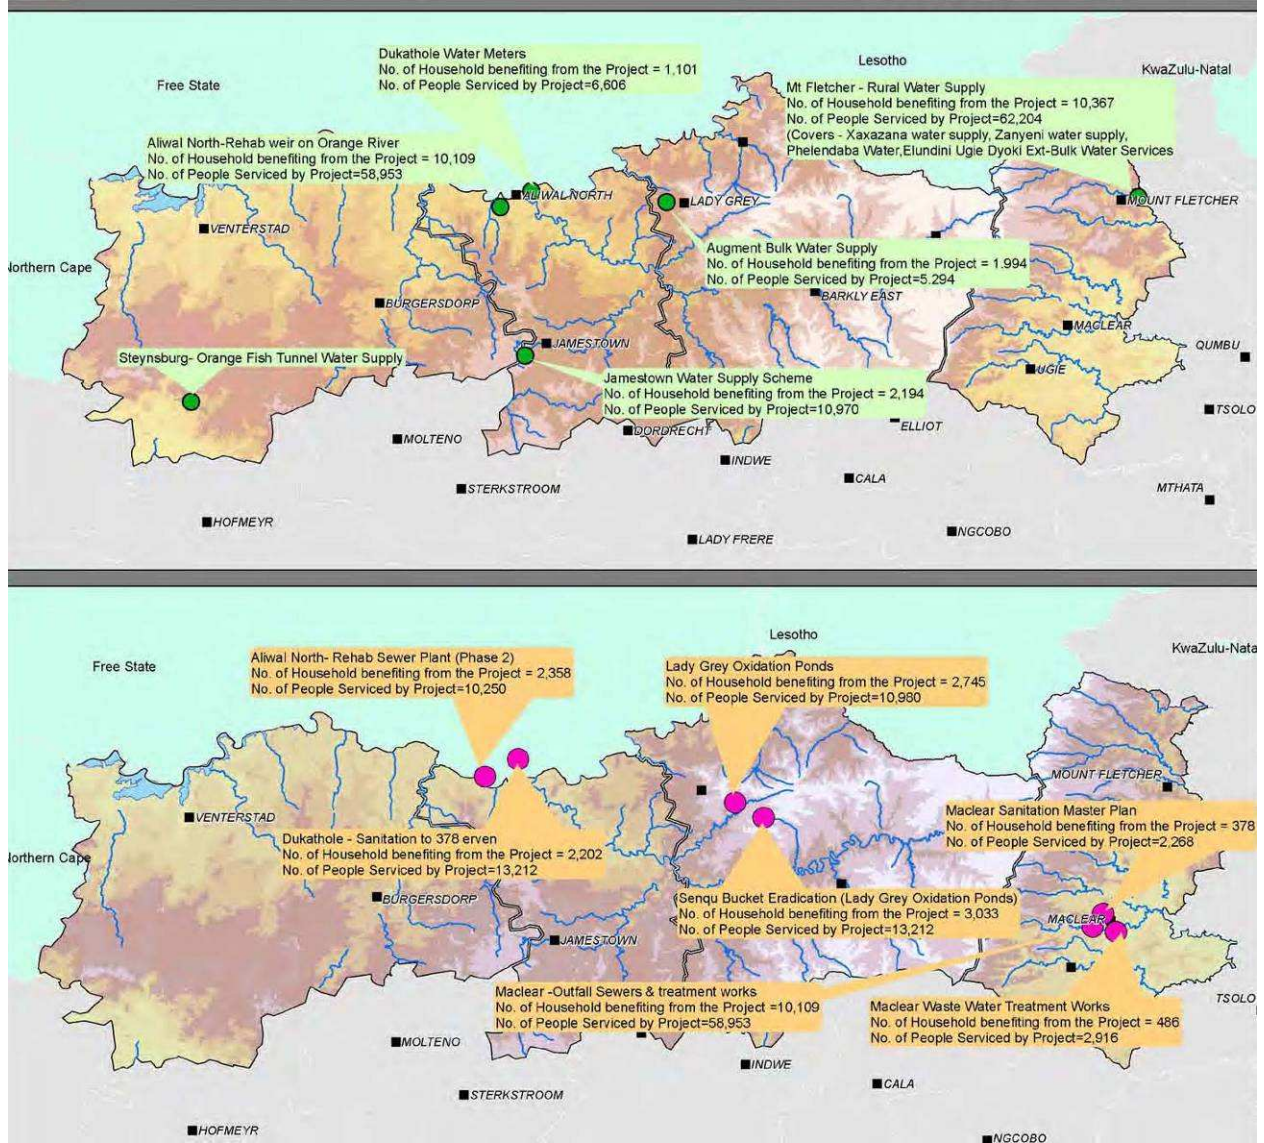 Lesotho
KwaZulu-Natal
Free State
Dukathole Water Meters
No. of Household benefiting from the Project = 1,101
No. of People Serviced by Project=6,606
Mt Fletcher - Rural Water Supply
No. of Household benefiting from the Project = 10,367
No. of People Serviced by Project=62,204
(Covers - Xaxazana water supply, Zanyeni water supply,
Phelendaba Water,Elundini Ugie Dyoki Ext-Bulk Water Services
Aliwal North-Rehab weir on Orange River
No. of Household benefiting from the Project = 10,109
No. of People Serviced by Project=58,953
ALIWAL NORTH
LADY GREY
MOUNT FLETCHER
VENTERSTAD
Northern Cape
Augment Bulk Water Supply
No. of Household benefiting from the Project = 1.994
No. of People Serviced by Project=5.294
BARKLY EAST
BURGERSDORP
MACLEAR
JAMESTOWN
QUMBU
Steynsburg- Orange Fish Tunnel Water Supply
UGIE
Jamestown Water Supply Scheme
No. of Household benefiting from the Project = 2,194
No. of People Serviced by Project=10,970
TSOLO
ELLIOT
DORDRECHT
MOLTENO
INDWE
CALA
STERKSTROOM
MTHATA
HOFMEYR
NGCOBO
LADY FRERE
Lesotho
KwaZulu-Nata
Free State
Aliwal North- Rehab Sewer Plant (Phase 2)
No. of Household benefiting from the Project = 2,358
No. of People Serviced by Project=10,250
Lady Grey Oxidation Ponds
No. of Household benefiting from the Project = 2,745
No. of People Serviced by Project=10,980
MOUNT FLETCHER
VENTERSTAD
Maclear Sanitation Master Plan
No. of Household benefiting from the Project = 378
No. of People Serviced by Project=2,268
Dukathole - Sanitation to 378 erven
No. of Household benefiting from the Project = 2,202
No. of People Serviced by Project=13,212
Northern Cape
BURGERSDORP
Senqu Bucket Eradication (Lady Grey Oxidation Ponds)
No. of Household benefiting from the Project = 3,033
No. of People Serviced by Project=13,212
MACLEAR
JAMESTOWN
Maclear -Outfall Sewers & treatment works
No. of Household benefiting from the Project =10,109
No. of People Serviced by Project=58,953
Maclear Waste Water Treatment Works
No. of Household benefiting from the Project = 486
No. of People Serviced by Project=2,916
TSOLO
MOLTENO
INDWE
CALA
STERKSTROOM
HOFMEYR
NGCOBO